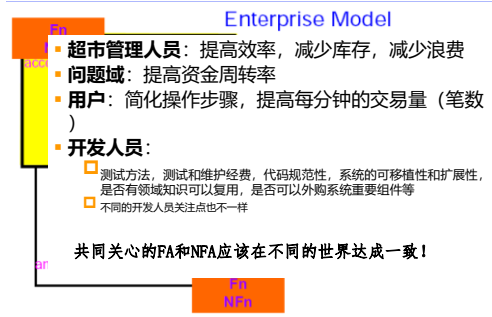 Enterprise Model
Fn
N
acco
超市管理人员：提高效率，减少库存，减少浪费
问题域：提高资金周转率
用户：简化操作步骤，提高每分钟的交易量（笔数
）
开发人员：
测试方法，测试和维护经费，代码规范性，系统的可移植性和扩展性，
是否有领域知识可以复用，是否可以外购系统重要组件等
不同的开发人员关注点也不一样
共同关心的FA和NFA应该在不同的世界达成一致！
an
Fn
NFn